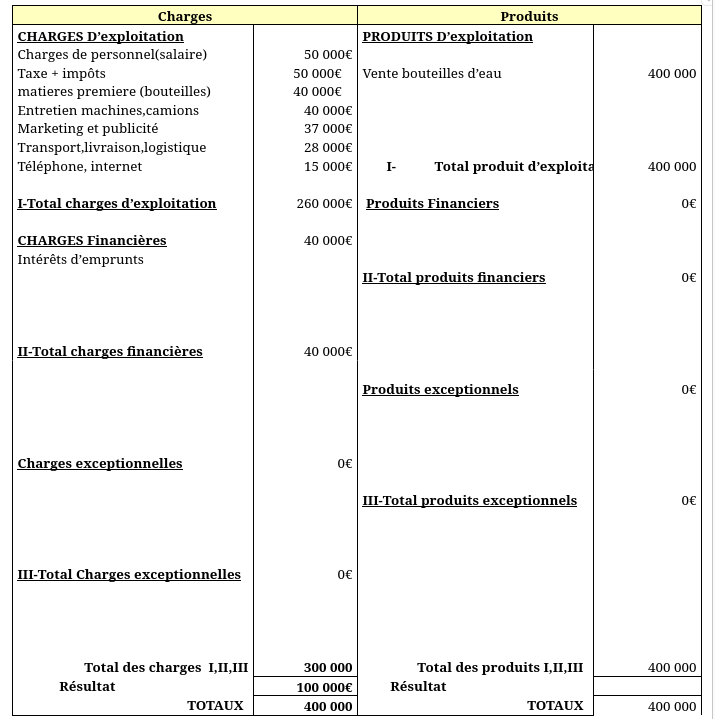 Charges Produits
CHARGES D’exploitation PRODUITS D’exploitation
Charges de personnel(salaire) 50 000€
Taxe + impôts 50 000€ Vente bouteilles d’eau 400 000
matieres premiere (bouteilles) 40 000€
Entretien machines,camions 40 000€
Marketing et publicité 37 000€
Transport,livraison,logistique 28 000€
Téléphone, internet 15 000€ I- Total produit d’exploita 400 000
I-Total charges d’exploitation 260 000€ Produits Financiers 0€
CHARGES Financières 40 000€
Intérêts d’emprunts
II-Total produits financiers 0€
II-Total charges financières 40 000€
Produits exceptionnels 0€
Charges exceptionnelles 0€
III-Total produits exceptionnels 0€
III-Total Charges exceptionnelles 0€
Total des charges I,II,III 300 000 Total des produits I,II,III 400 000
Résultat 100 000€ Résultat
TOTAUX 400 000 TOTAUX 400 000